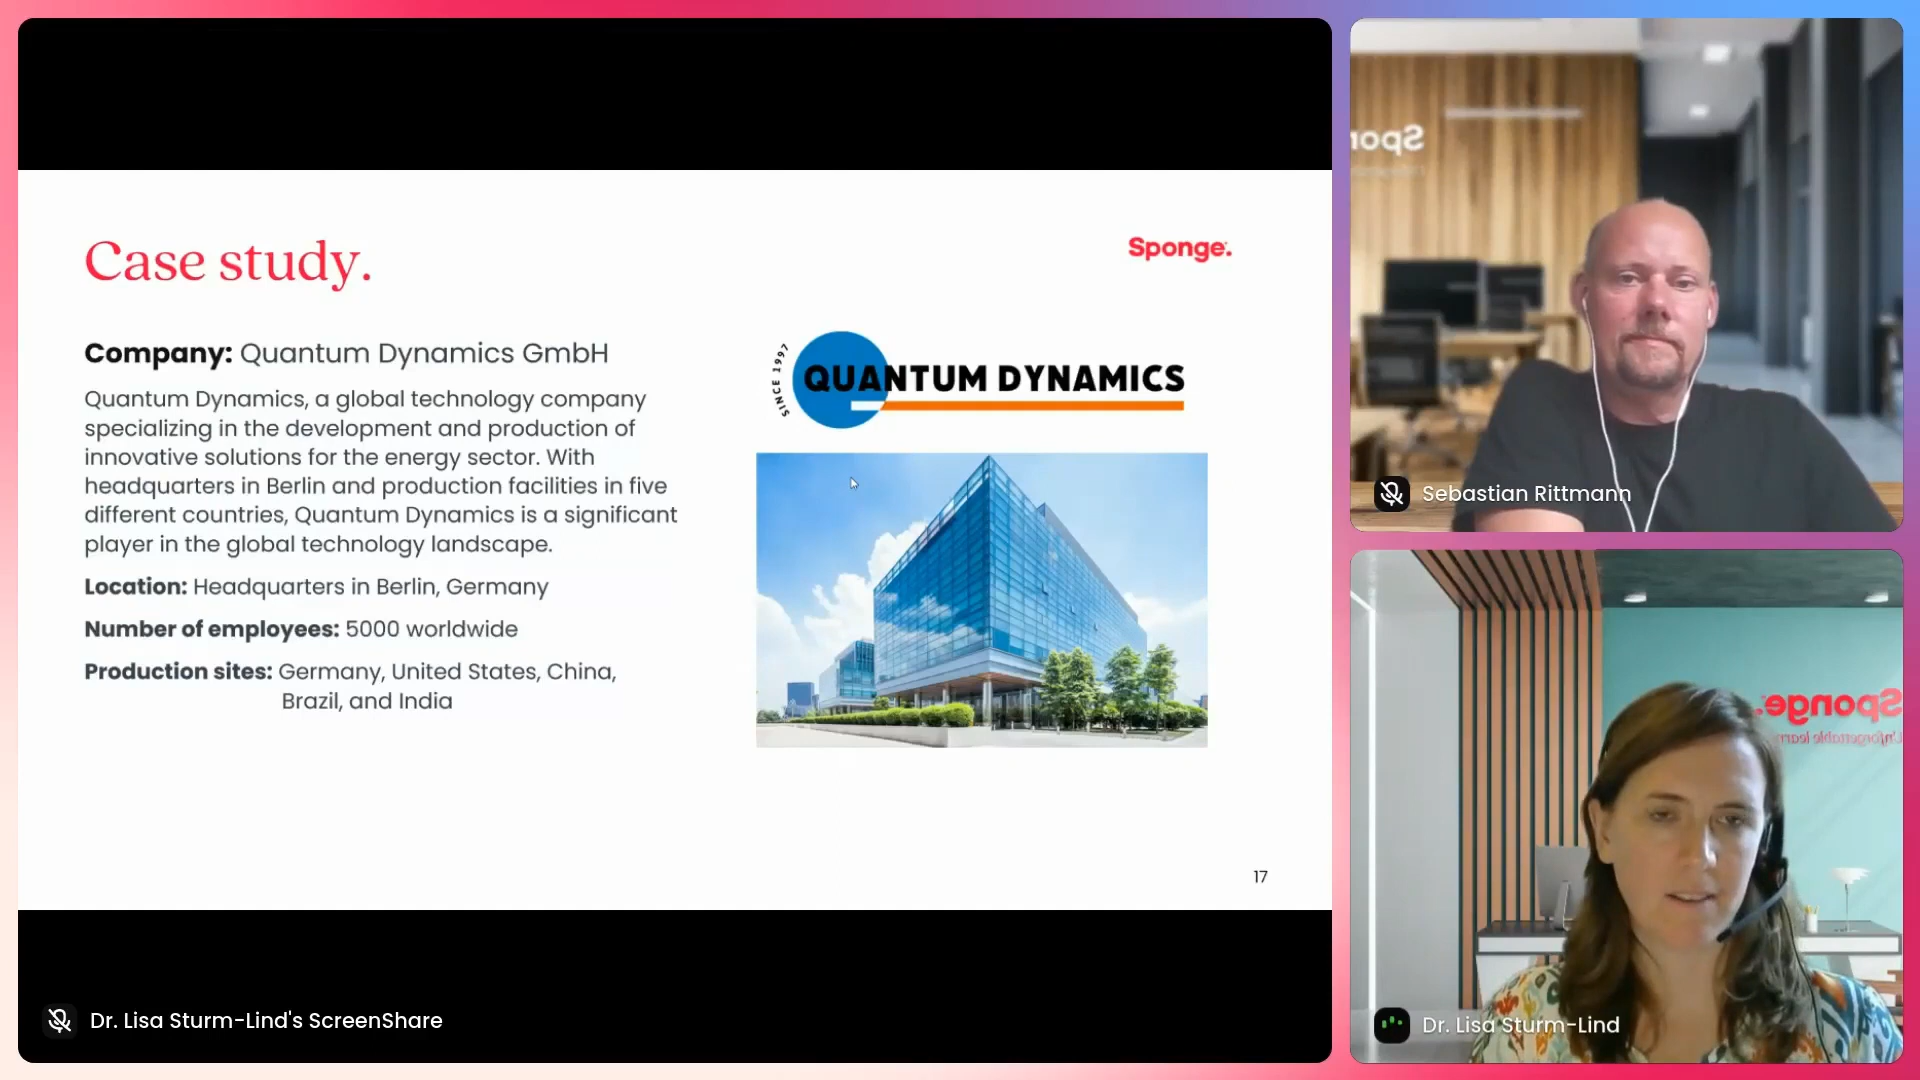 Case study.
Sponge.
Company: Quantum Dynamics GmbH
Quantum Dynamics, a global technology company
specializing in the development and production of
innovative solutions for the energy sector. With
headquarters in Berlin and production facilities in five
different countries, Quantum Dynamics is a significant
player in the global technology landscape.
Location: Headquarters in Berlin, Germany
Number of employees: 5000 worldwide
Production sites: Germany, United States, China,
Brazil, and India
SINCE 1997
QUANTUM DYNAMICS
17
Dr. Lisa Sturm-Lind's ScreenShare
Spon
Sebastian Rittmann
Sponge.
Unforgettable learn
Dr. Lisa Sturm-Lind